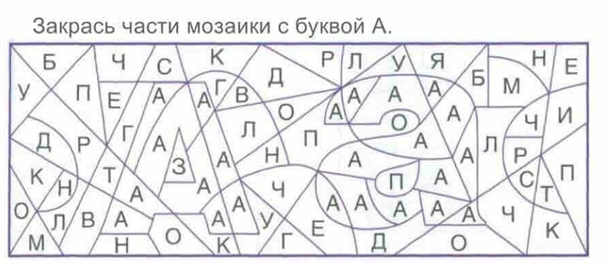 Закрась части мозаики с буквой А.
Б Ч С К Д Р Л У Я Б Н Е
У П Е А А Г В А А А М
Г О А О А Ч И
Д Р А З А Л Н П А А А Л Р
К Н Т А А Ч А П А С Т П
О Л В А А А У Е А А А А А А Ч К
М Н О К Г Д О